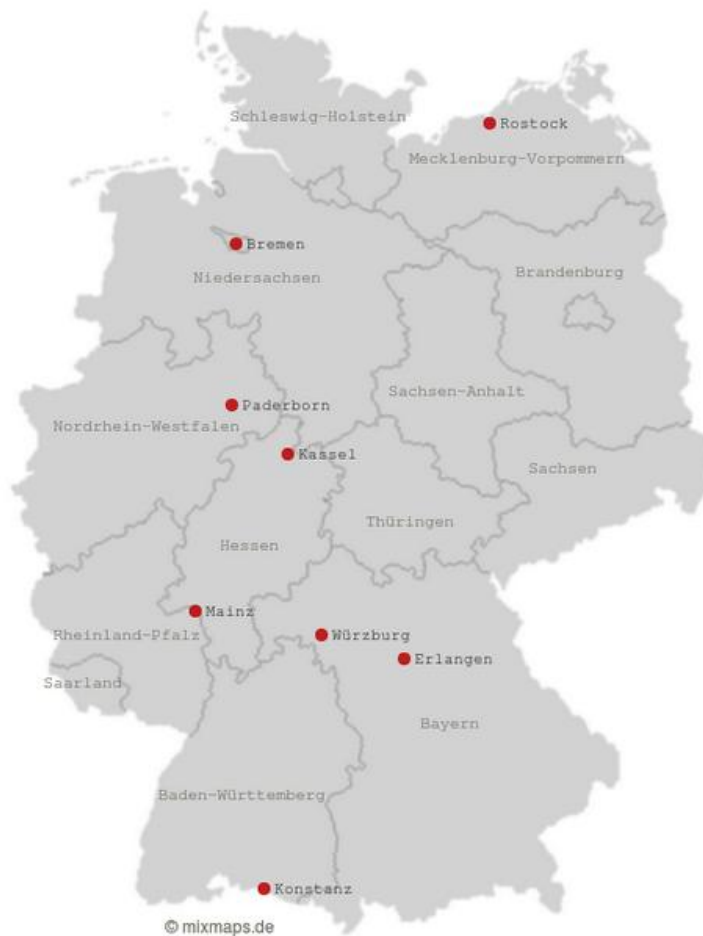 Schleswig-Holstein
Rostock
Mecklenburg-Vorpommern
Bremen
Niedersachsen
Brandenburg
Sachsen-Anhalt
Paderborn
Nordrhein-Westfalen
Kassel
Sachsen
Thüringen
Hessen
Mainz
Rheinland-Pfalz
Würzburg
Erlangen
Saarland
Bayern
Baden-Württemberg
Konstanz
© mixmaps.de